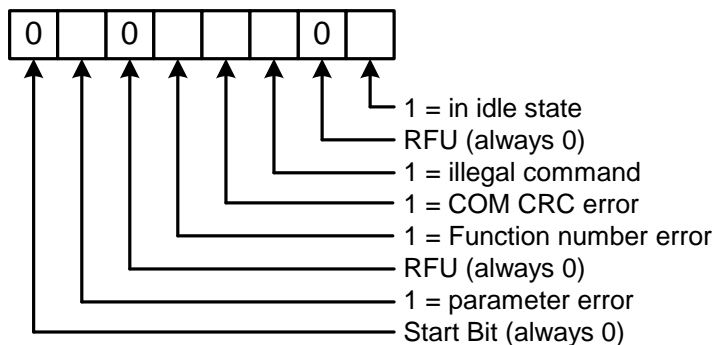 0 0 0
1 = in idle state
RFU (always 0)
1 = illegal command
1 = COM CRC error
1 = Function number error
RFU (always 0)
1 = parameter error
Start Bit (always 0)